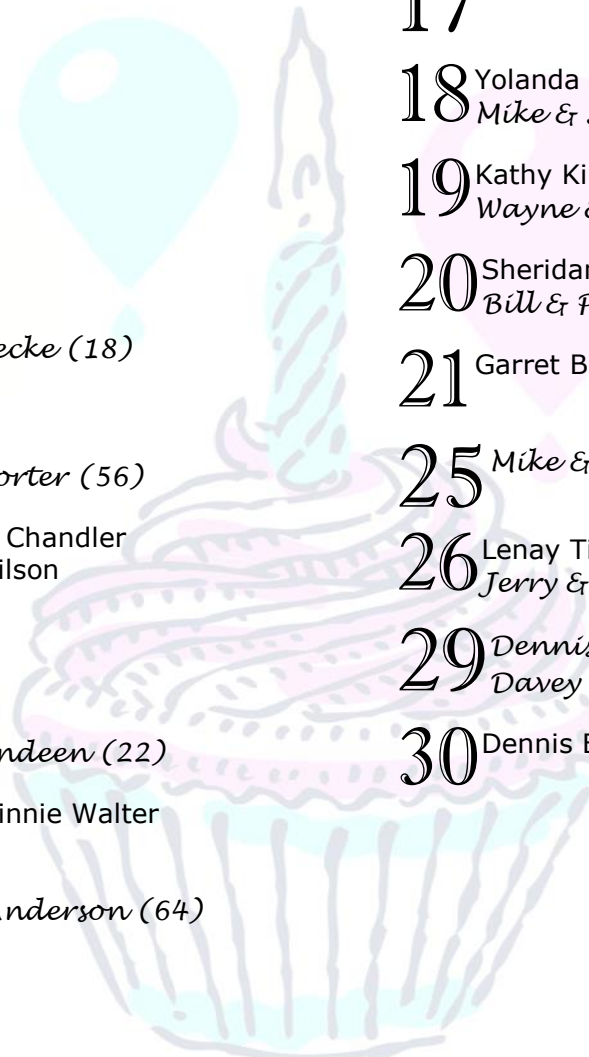 ecke (18)
orter (56)
Chandler
ilson
ndeen (22)
innie Walter
Anderson (64)
17
18 Yolanda
Mike &
19 Kathy Ki
Wayne &
20 Sheridan
Bill & P
21 Garret B
25 Mike &
26 Lenay Ti
Jerry &
29 Dennis
Davey
30 Dennis E